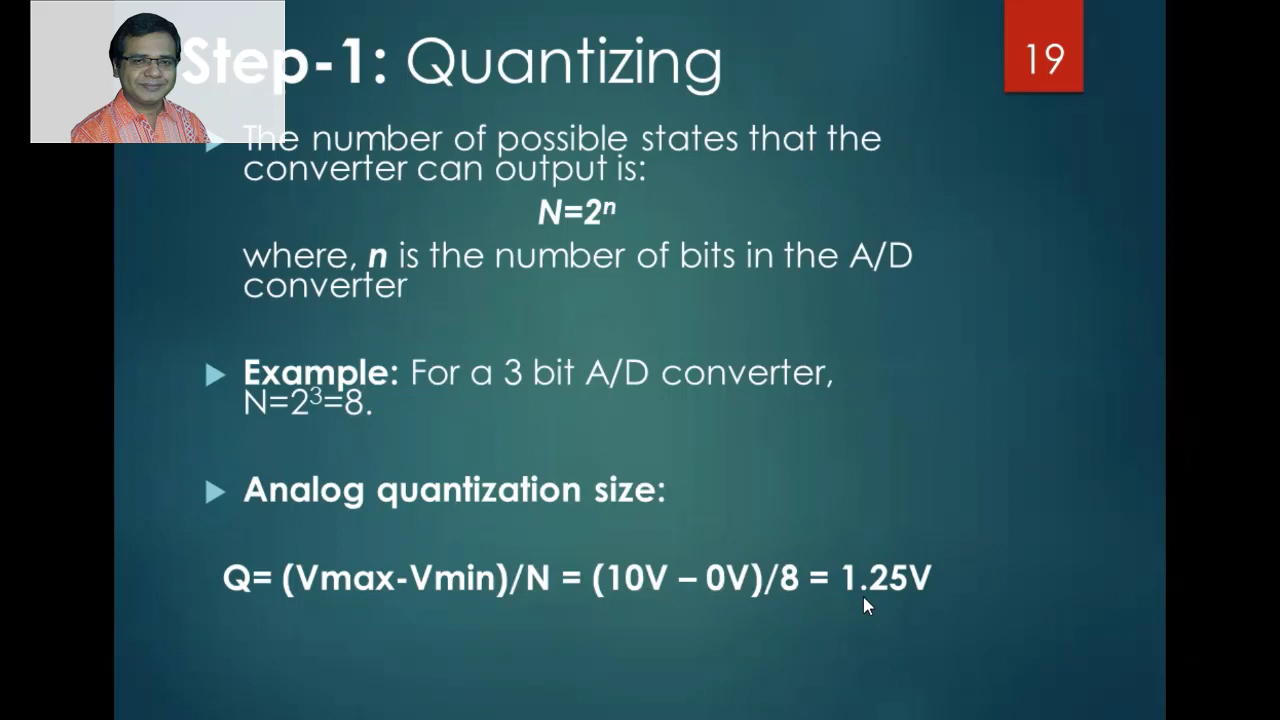 Step-1: Quantizing
19
The number of possible states that the
converter can output is:
N=2ⁿ
where, n is the number of bits in the A/D
converter
Example: For a 3 bit A/D converter,
N=2³=8.
Analog quantization size:
Q= (Vmax-Vmin)/N = (10V – 0V)/8 = 1.25V